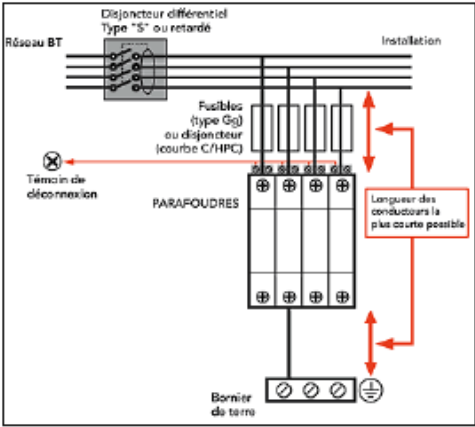 Disjoncteur différentiel
Type "S" ou retardé
Réseau BT
Installation
Fusibles
(type Gg)
ou disjoncteur
(courbe C/HPC)
Témoin de
déconnexion
PARAFOUDRES
Longueur des
conducteurs la
plus courte possible
Bornier
de terre